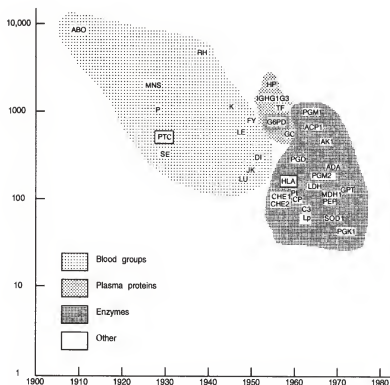 10,000
ABO
RH
HP
MNS
IGHG1G3
1000
P
K
TF
PGM1
FY
G6PD
ACP1
PTC
LE
GC
AK1
SE
DI
PGD
ADA
JK
HLA
PGM2
LU
LDH
GPT
100
CHE1
PI
CP
MDH1
CHE2
PEP
C3
Lp
SOD1
PGK1
Blood groups
Plasma proteins
10
Enzymes
Other
1
1900 1910 1920 1930 1940 1950 1960 1970 1980